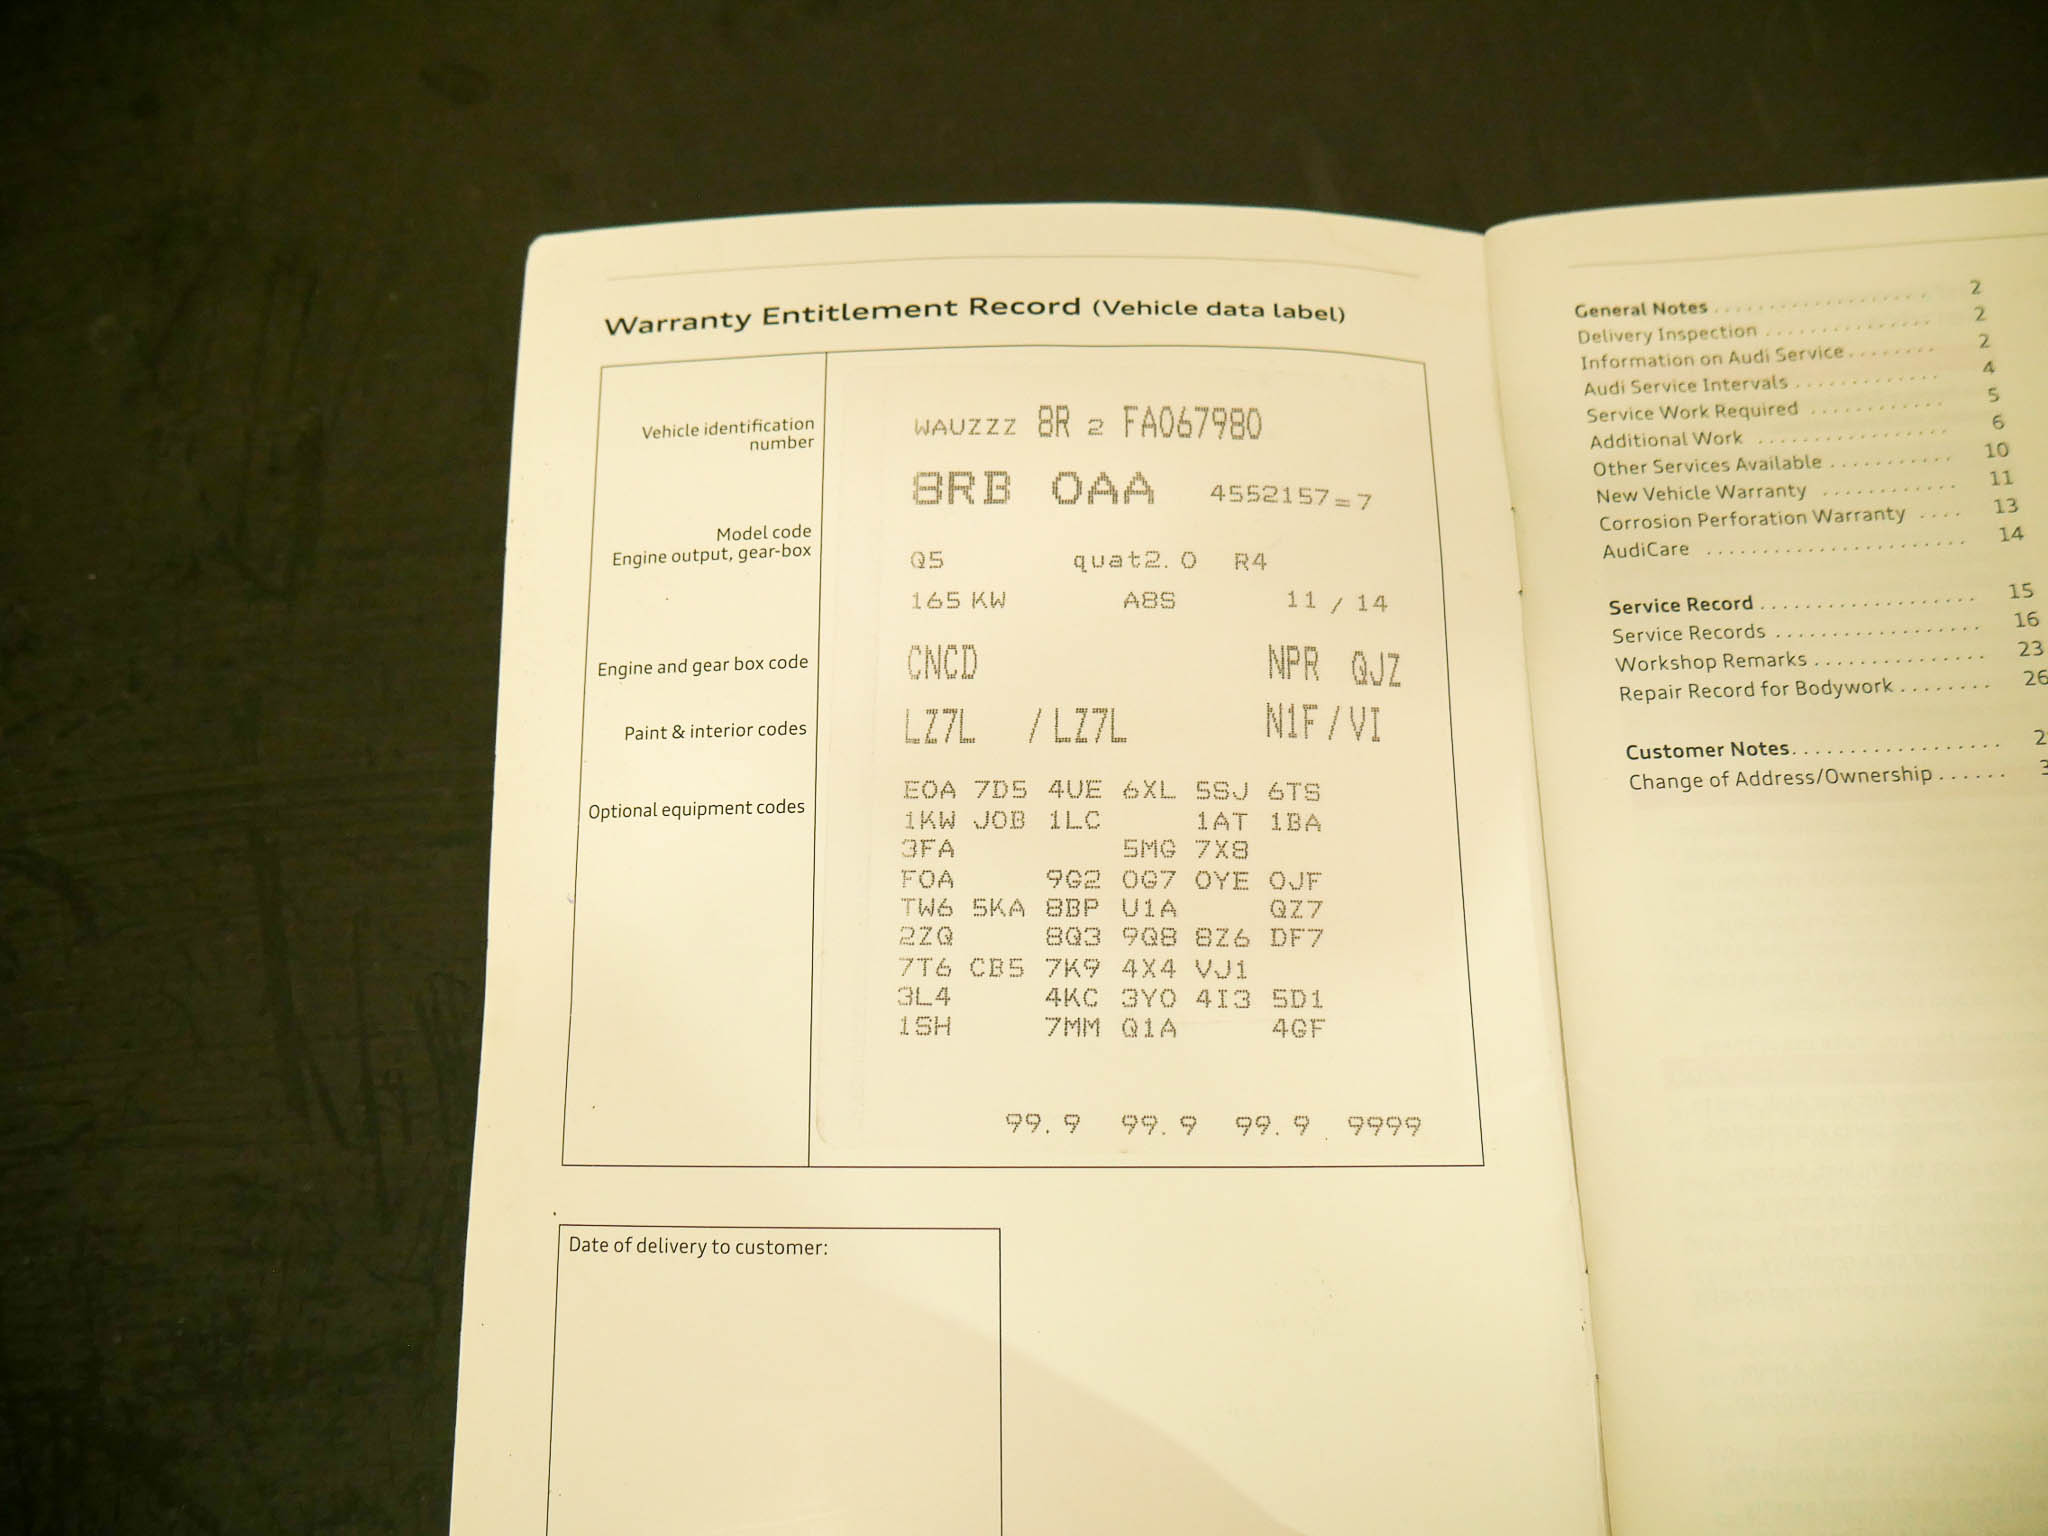 Warranty Entitlement Record (Vehicle data label)
Vehicle identification
number
WAUZZZ 8R 2 FA067980
8RB 0AA 4552157=7
Model code
Engine output, gear-box
Q5 quat2.0 R4
165 KW A8S 11 / 14
Engine and gear box code
CNCD NPR QJZ
Paint & interior codes
LZ7L /LZ7L N1F/VI
Optional equipment codes
E0A 7D5 4UE 6XL 5SJ 6TS
1KW J0B 1LC 1AT 1BA
3FA 5MG 7X8
F0A 9G2 0G7 0YE 0JF
TW6 5KA 8BP U1A QZ7
2ZQ 8Q3 9Q8 8Z6 DF7
7T6 CB5 7K9 4X4 VJ1
3L4 4KC 3Y0 4I3 5D1
1SH 7MM Q1A 4GF
99.9 99.9 99.9 9999
Date of delivery to customer:
General Notes . . . . . . . . . . . . . . . . . . . 2
Delivery Inspection . . . . . . . . . . . . . . . 2
Information on Audi Service . . . . . . . . 2
Audi Service Intervals . . . . . . . . . . . . . 4
Service Work Required . . . . . . . . . . . . 5
Additional Work . . . . . . . . . . . . . . . . . 6
Other Services Available . . . . . . . . . . . 10
New Vehicle Warranty . . . . . . . . . . . . 11
Corrosion Perforation Warranty . . . . 13
AudiCare . . . . . . . . . . . . . . . . . . . . . . 14
Service Record . . . . . . . . . . . . . . . . . . . 15
Service Records . . . . . . . . . . . . . . . . . . 16
Workshop Remarks . . . . . . . . . . . . . . . 23
Repair Record for Bodywork . . . . . . . . 26
Customer Notes. . . . . . . . . . . . . . . . . .
Change of Address/Ownership . . . . . .